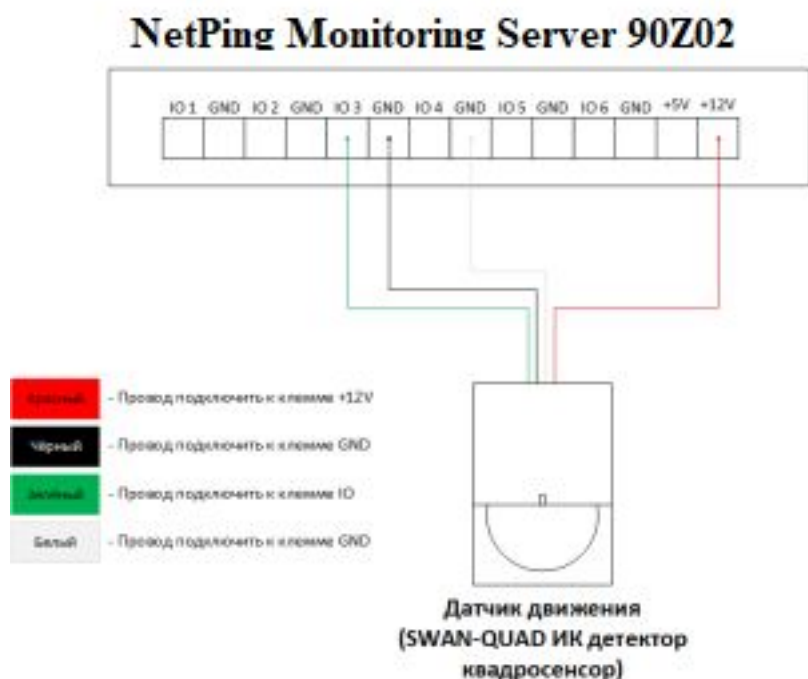 NetPing Monitoring Server 90Z02
IO 1 GND IO 2 GND IO 3 GND IO 4 GND IO 5 GND IO 6 GND +5V +12V
Красный - Провод подключить к клемме +12V
Чёрный - Провод подключить к клемме GND
Зелёный - Провод подключить к клемме IO
Белый - Провод подключить к клемме GND
Датчик движения
(SWAN-QUAD ИК детектор
квадросенсор)